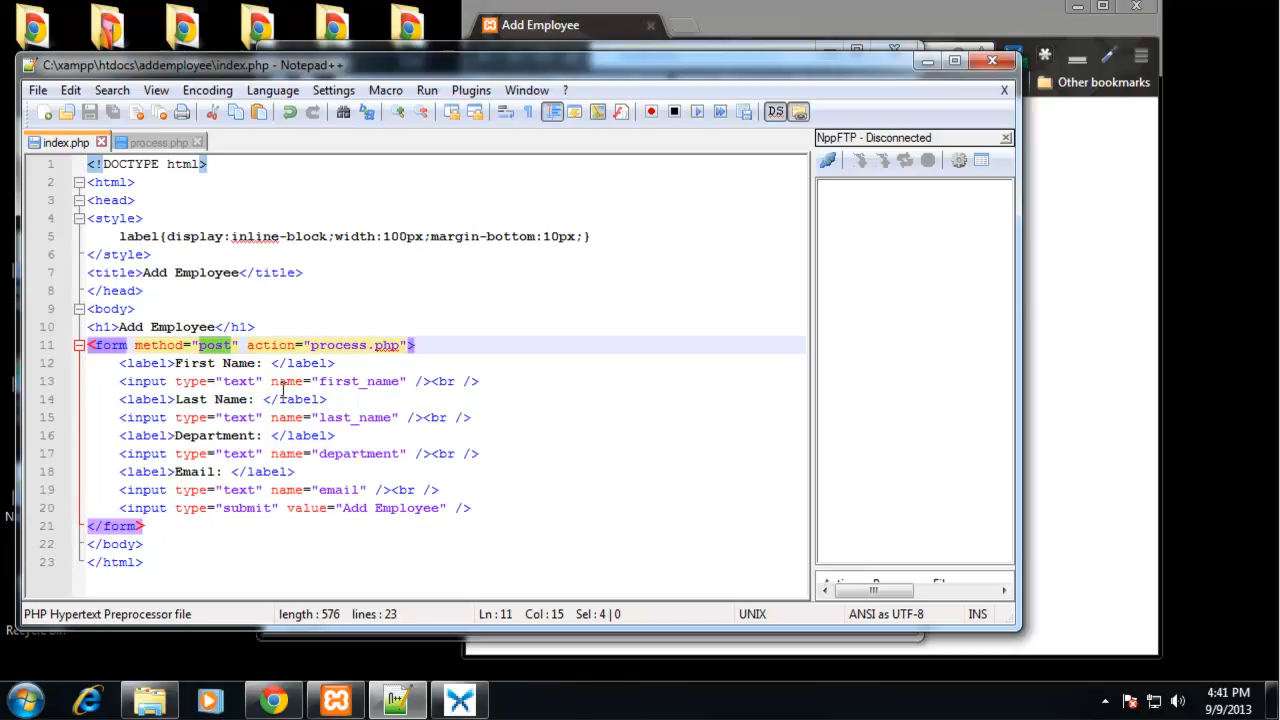 Add Employee
Other bookmarks
C:\xampp\htdocs\addemployee\index.php - Notepad++
File Edit Search View Encoding Language Settings Macro Run Plugins Window ? X
index.php process.php
NppFTP - Disconnected
1 <!DOCTYPE html>
2 <html>
3 <head>
4 <style>
5 label{display:inline-block;width:100px;margin-bottom:10px;}
6 </style>
7 <title>Add Employee</title>
8 </head>
9 <body>
10 <h1>Add Employee</h1>
11 <form method="post" action="process.php">
12 <label>First Name: </label>
13 <input type="text" name="first_name" /><br />
14 <label>Last Name: </label>
15 <input type="text" name="last_name" /><br />
16 <label>Department: </label>
17 <input type="text" name="department" /><br />
18 <label>Email: </label>
19 <input type="text" name="email" /><br />
20 <input type="submit" value="Add Employee" />
21 </form>
22 </body>
23 </html>
PHP Hypertext Preprocessor file length : 576 lines : 23 Ln : 11 Col : 15 Sel : 4 | 0 UNIX ANSI as UTF-8 INS
4:41 PM
9/9/2013